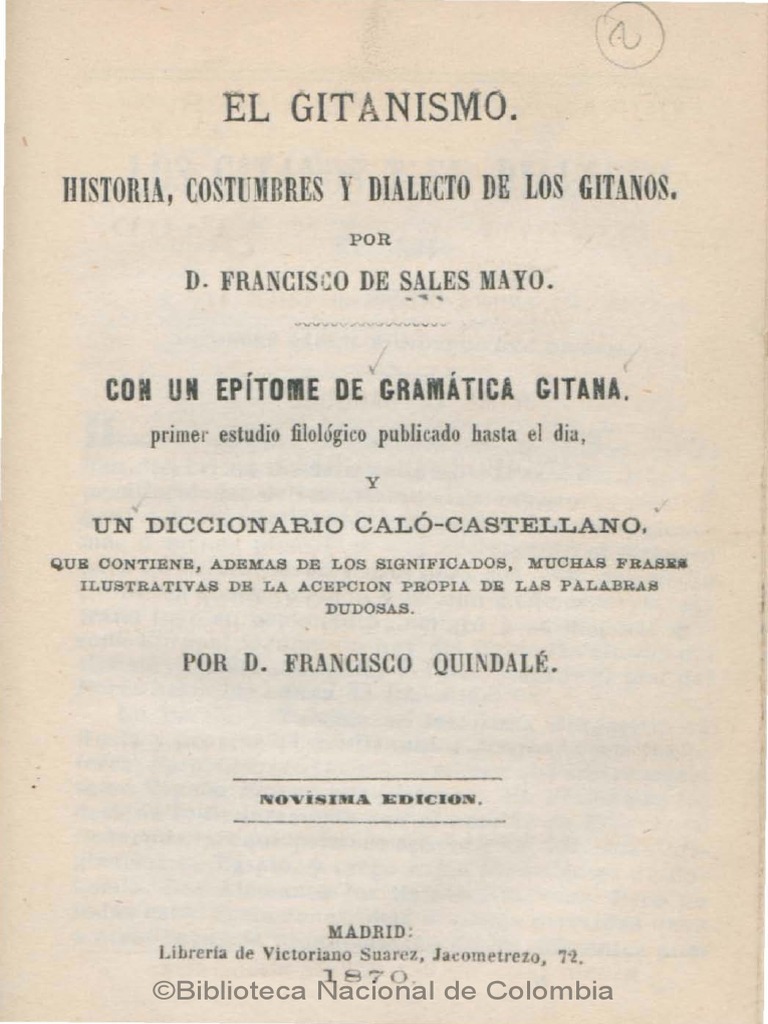 2
EL GITANISMO.
HISTORIA, COSTUMBRES Y DIALECTO DE LOS GITANOS.
POR
D. FRANCISCO DE SALES MAYO.
CON UN EPÍTOME DE GRAMÁTICA GITANA,
primer estudio filológico publicado hasta el dia,
Y
UN DICCIONARIO CALÓ-CASTELLANO,
QUE CONTIENE, ADEMAS DE LOS SIGNIFICADOS, MUCHAS FRASES
ILUSTRATIVAS DE LA ACEPCION PROPIA DE LAS PALABRAS
DUDOSAS.
POR D. FRANCISCO QUINDALÉ.
NOVÍSIMA EDICION.
MADRID:
Librería de Victoriano Suarez, Jacometrezo, 72.
1870.
©Biblioteca Nacional de Colombia